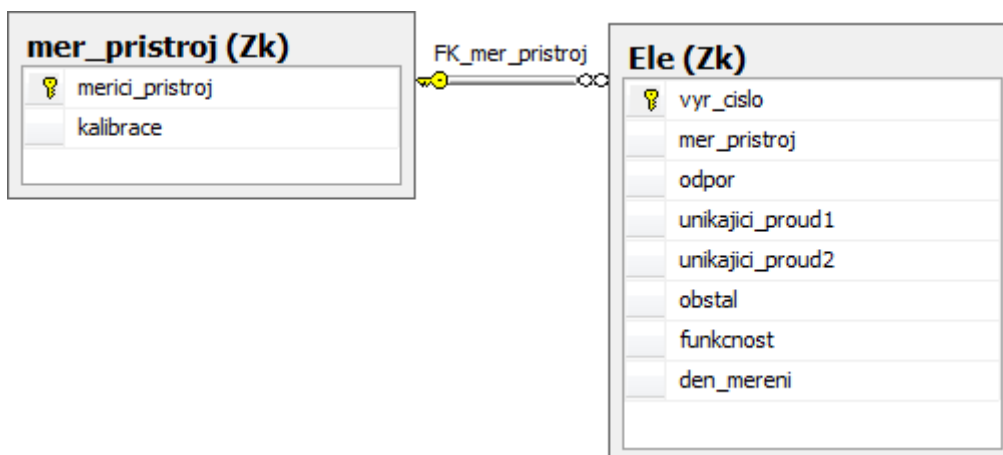 mer_pristroj (Zk)
merici_pristroj
kalibrace
FK_mer_pristroj
Ele (Zk)
vyr_cislo
mer_pristroj
odpor
unikajici_proud1
unikajici_proud2
obstal
funkcnost
den_mereni